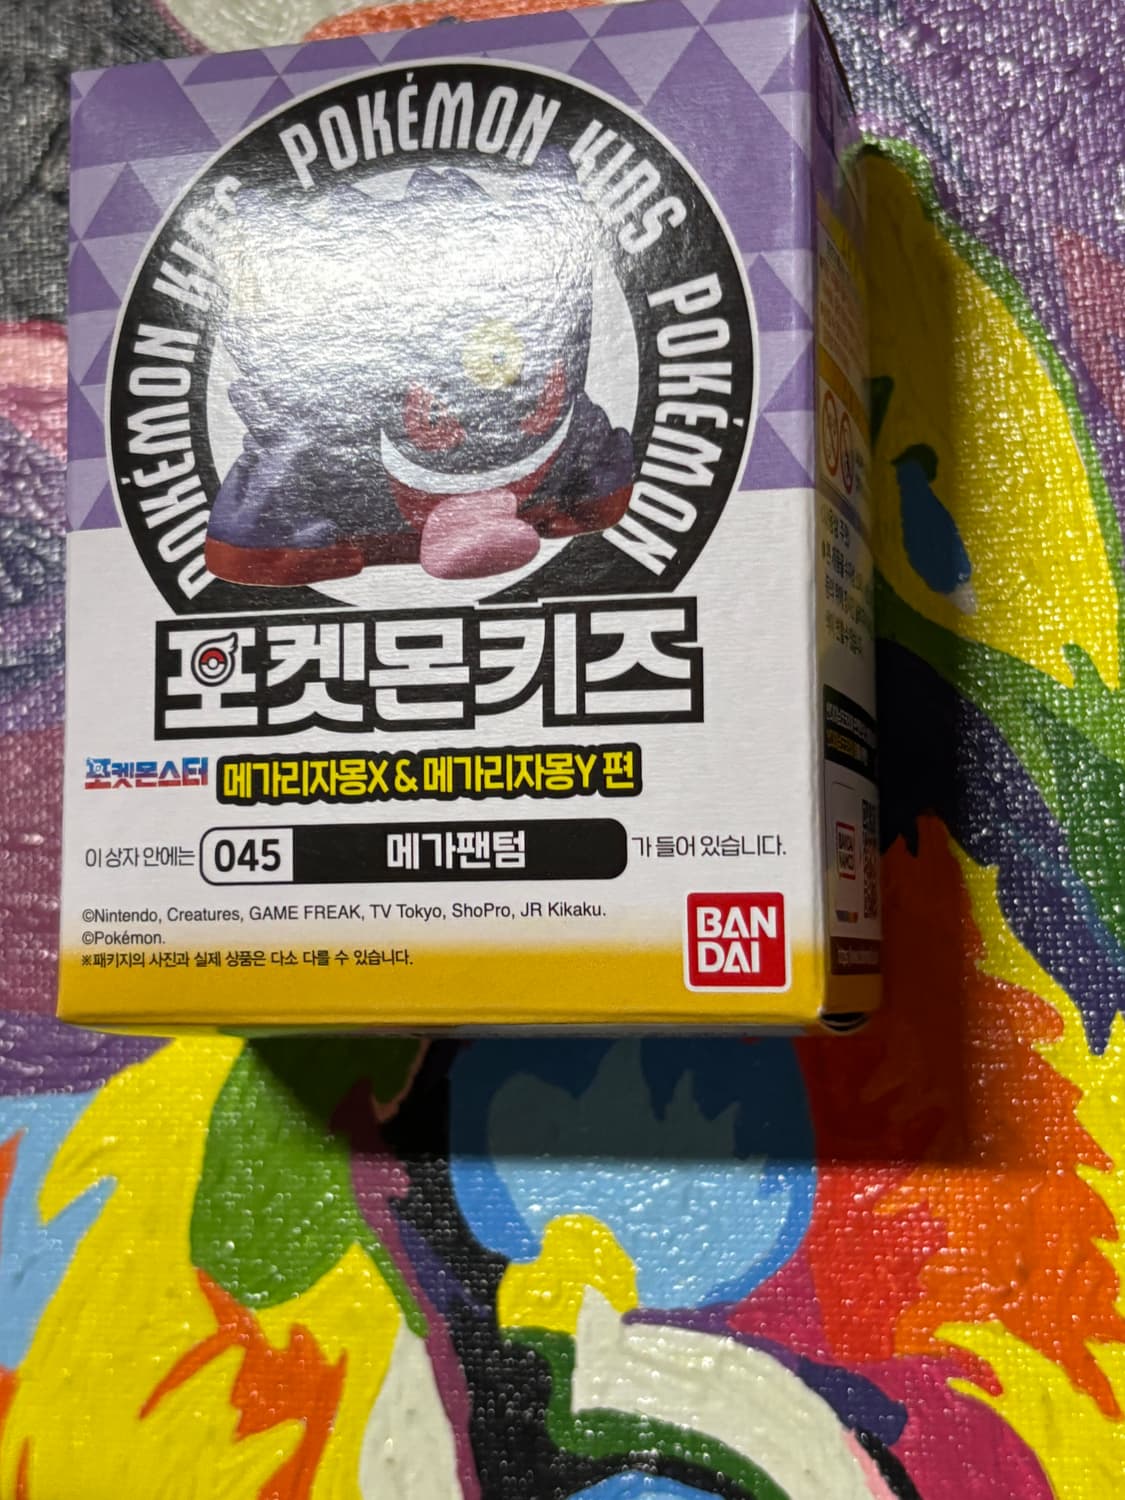 POKÉMON KIDS POKÉMON KIDS POKÉMON
포켓몬키즈
포켓몬스터 메가리자몽X & 메가리자몽Y 편
이 상자 안에는 045 메가팬텀 가 들어 있습니다.
©Nintendo, Creatures, GAME FREAK, TV Tokyo, ShoPro, JR Kikaku.
©Pokémon.
※패키지의 사진과 실제 상품은 다소 다를 수 있습니다.
BAN
DAI